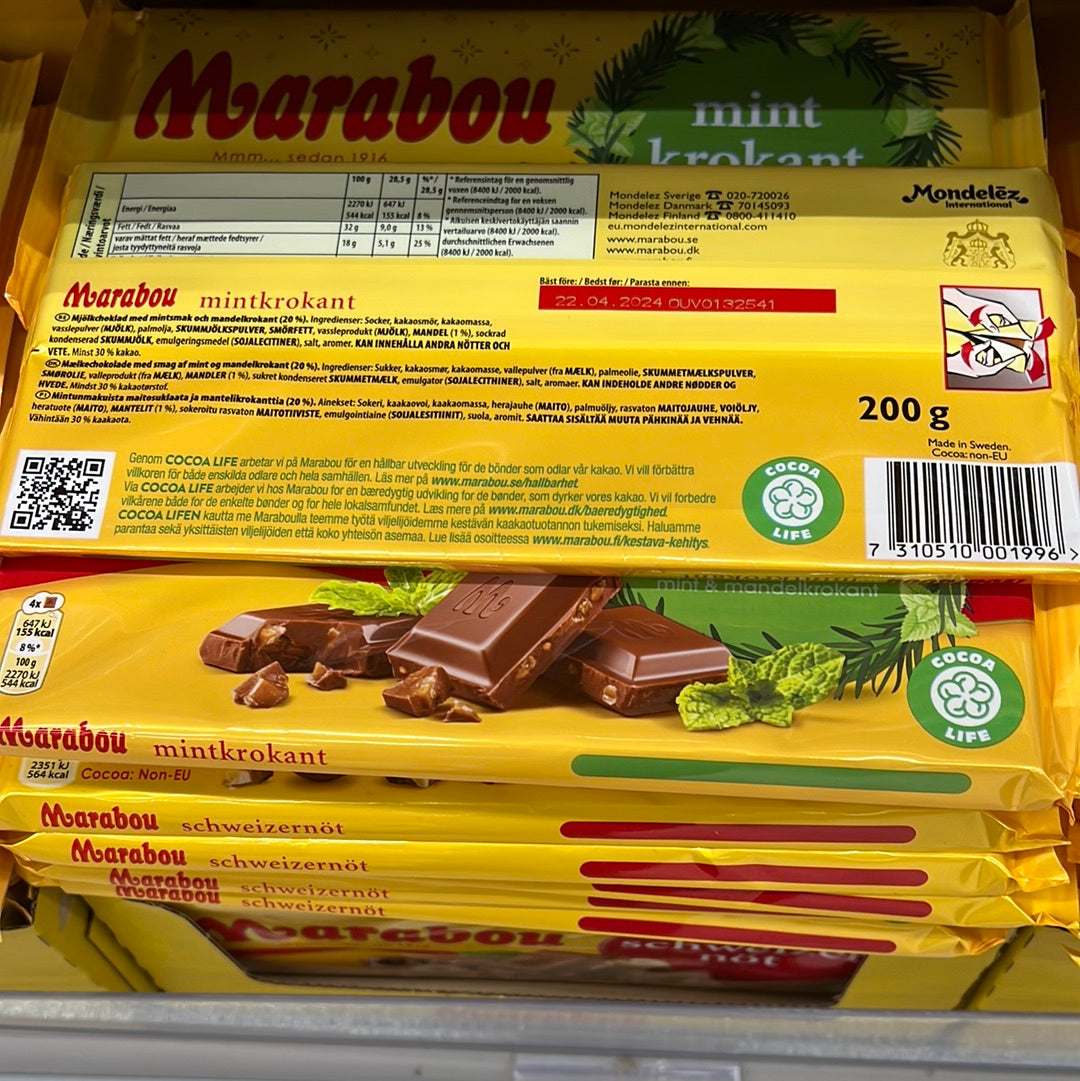 Marabou
Mmm... sedan 1916
mint
krokant
100 g 28,5 g %*/ 28,5 g
Energi / Energiaa 2270 kJ 647 kJ
544 kcal 155 kcal 8 %
Fett / Fedt / Rasvaa 32 g 9,0 g 13 %
varav mättat fett / heraf mættede fedtsyrer /
josta tyydyttyneitä rasvoja 18 g 5,1 g 25 %
* Referensintag för en genomsnittlig
vuxen (8400 kJ / 2000 kcal).
* Referenceindtag for en voksen
gennemsnitsperson (8400 kJ / 2000 kcal).
vertailuarvo (8400 kJ / 2000 kcal).
durchschnittlichen Erwachsenen
(8400 kJ / 2000 kcal).
Mondelez Sverige ☎ 020-720026
Mondelez Danmark ☎ 70145093
Mondelez Finland ☎ 0800-411410
eu.mondelezinternational.com
www.marabou.se
www.marabou.dk
Mondelēz
International
Marabou mintkrokant
Bäst före: / Bedst før: / Parasta ennen:
22.04.2024 OUV0132541
SE Mjölkchoklad med mintsmak och mandelkrokant (20 %). Ingredienser: Socker, kakaosmör, kakaomassa,
vasslepulver (MJÖLK), palmolja, SKUMMJÖLKSPULVER, SMÖRFETT, vassleprodukt (MJÖLK), MANDEL (1 %), sockrad
kondenserad SKUMMJÖLK, emulgeringsmedel (SOJALECITINER), salt, aromer. KAN INNEHÅLLA ANDRA NÖTTER OCH
VETE. Minst 30 % kakao.
DK Mælkechokolade med smag af mint og mandelkrokant (20 %). Ingredienser: Sukker, kakaosmør, kakaomasse, vallepulver (fra MÆLK), palmeolie, SKUMMETMÆLKSPULVER,
SMØROLIE, valleprodukt (fra MÆLK), MANDLER (1 %), sukret kondenseret SKUMMETMÆLK, emulgator (SOJALECITHINER), salt, aromaer. KAN INDEHOLDE ANDRE NØDDER OG
HVEDE. Mindst 30 % kakaotørstof.
FI Mintunmakuista maitosuklaata ja mantelikrokanttia (20 %). Ainekset: Sokeri, kaakaovoi, kaakaomassa, herajauhe (MAITO), palmuöljy, rasvaton MAITOJAUHE, VOIÖLJY,
heratuote (MAITO), MANTELIT (1 %), sokeroitu rasvaton MAITOTIIVISTE, emulgointiaine (SOIJALESITIINIT), suola, aromit. SAATTAA SISÄLTÄÄ MUUTA PÄHKINÄÄ JA VEHNÄÄ.
Vähintään 30 % kaakaota.
200 g
Made in Sweden.
Cocoa: non-EU
Genom COCOA LIFE arbetar vi på Marabou för en hållbar utveckling för de bönder som odlar vår kakao. Vi vill förbättra
villkoren för både enskilda odlare och hela samhällen. Läs mer på www.marabou.se/hallbarhet.
Via COCOA LIFE arbejder vi hos Marabou for en bæredygtig udvikling for de bønder, som dyrker vores kakao. Vi vil forbedre
vilkårene både for de enkelte bønder og for hele lokalsamfundet. Læs mere på www.marabou.dk/baeredygtighed.
COCOA LIFEN kautta me Maraboulla teemme työtä viljelijöidemme kestävän kaakaotuotannon tukemiseksi. Haluamme
parantaa sekä yksittäisten viljelijöiden että koko yhteisön asemaa. Lue lisää osoitteessa www.marabou.fi/kestava-kehitys.
COCOA
LIFE
7 310510 001996 >
mint & mandelkrokant
4x
647 kJ
155 kcal
8 %*
100 g
2270 kJ
544 kcal
COCOA
LIFE
Marabou mintkrokant
2351 kJ
564 kcal
Cocoa: Non-EU
Marabou schweizernöt
Marabou schweizernöt
Marabou schweizernöt
Marabou schweizernöt
Marabou
nöt